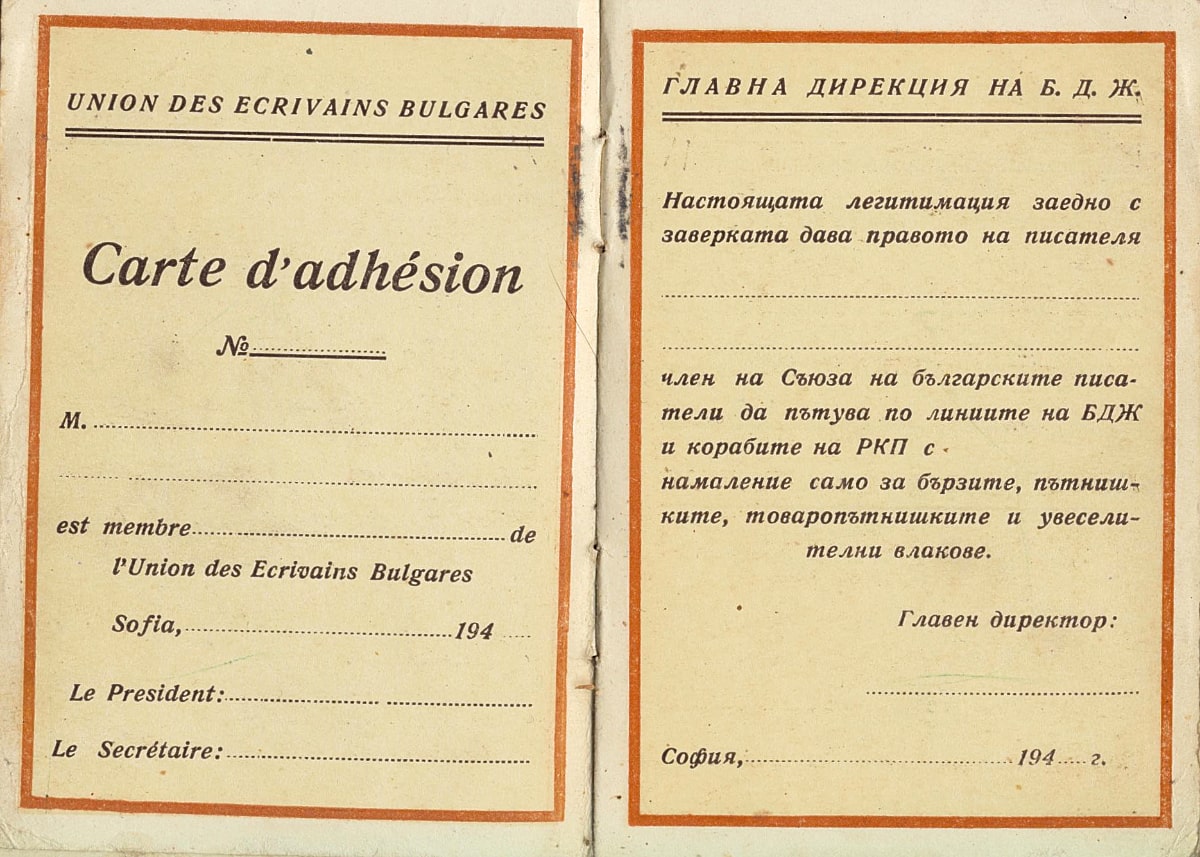 UNION DES ECRIVAINS BULGARES
Carte d'adhésion
№
M.
est membre de
l'Union des Ecrivains Bulgares
Sofia, 194
Le President:
Le Secrétaire:
ГЛАВНА ДИРЕКЦИЯ НА Б. Д. Ж.
Настоящата легитимация заедно с
заверката дава правото на писателя
член на Съюза на българските писа-
тели да пътува по линиите на БДЖ
и корабите на РКП с
намаление само за бързите, пътниш-
ките, товаропътнишките и увесели-
телни влакове.
Главен директор:
София, 194 г.